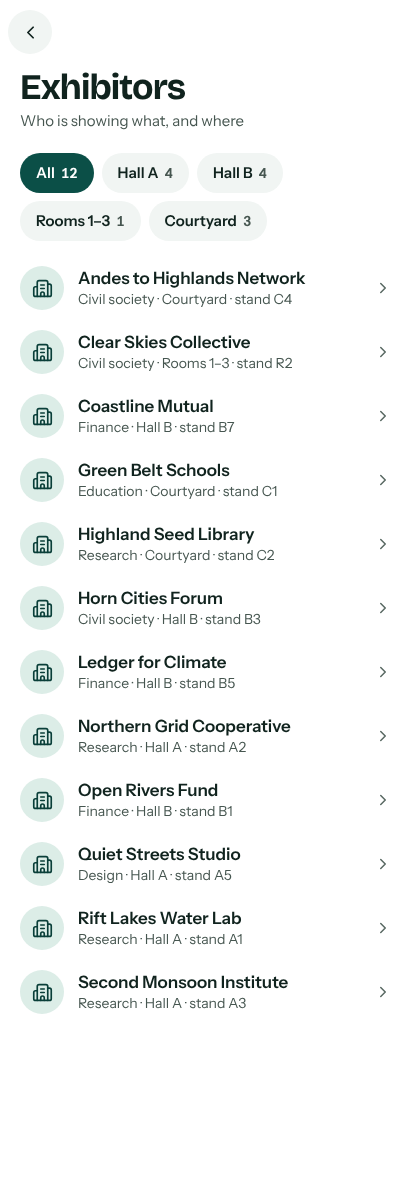 Exhibitors
Who is showing what, and where
All 12
Hall A 4
Hall B 4
Rooms 1–3 1
Courtyard 3
Andes to Highlands Network
Civil society · Courtyard · stand C4
Clear Skies Collective
Civil society · Rooms 1–3 · stand R2
Coastline Mutual
Finance · Hall B · stand B7
Green Belt Schools
Education · Courtyard · stand C1
Highland Seed Library
Research · Courtyard · stand C2
Horn Cities Forum
Civil society · Hall B · stand B3
Ledger for Climate
Finance · Hall B · stand B5
Northern Grid Cooperative
Research · Hall A · stand A2
Open Rivers Fund
Finance · Hall B · stand B1
Quiet Streets Studio
Design · Hall A · stand A5
Rift Lakes Water Lab
Research · Hall A · stand A1
Second Monsoon Institute
Research · Hall A · stand A3